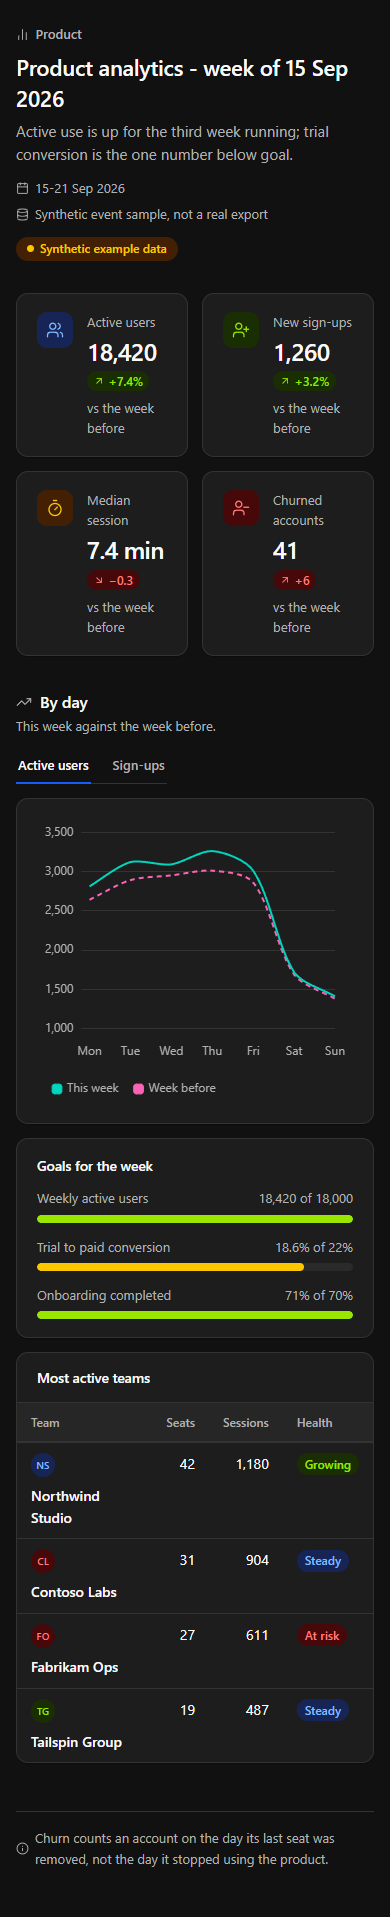 Product
Product analytics - week of 15 Sep
2026
Active use is up for the third week running; trial
conversion is the one number below goal.
15-21 Sep 2026
Synthetic event sample, not a real export
Synthetic example data
Active users
18,420
+7.4%
vs the week
before
New sign-ups
1,260
+3.2%
vs the week
before
Median
session
7.4 min
−0.3
vs the week
before
Churned
accounts
41
+6
vs the week
before
By day
This week against the week before.
Active users Sign-ups
3,500
3,000
2,500
2,000
1,500
1,000
Mon Tue Wed Thu Fri Sat Sun
This week Week before
Goals for the week
Weekly active users 18,420 of 18,000
Trial to paid conversion 18.6% of 22%
Onboarding completed 71% of 70%
Most active teams
Team Seats Sessions Health
NS 42 1,180 Growing
Northwind
Studio
CL 31 904 Steady
Contoso Labs
FO 27 611 At risk
Fabrikam Ops
TG 19 487 Steady
Tailspin Group
Churn counts an account on the day its last seat was
removed, not the day it stopped using the product.